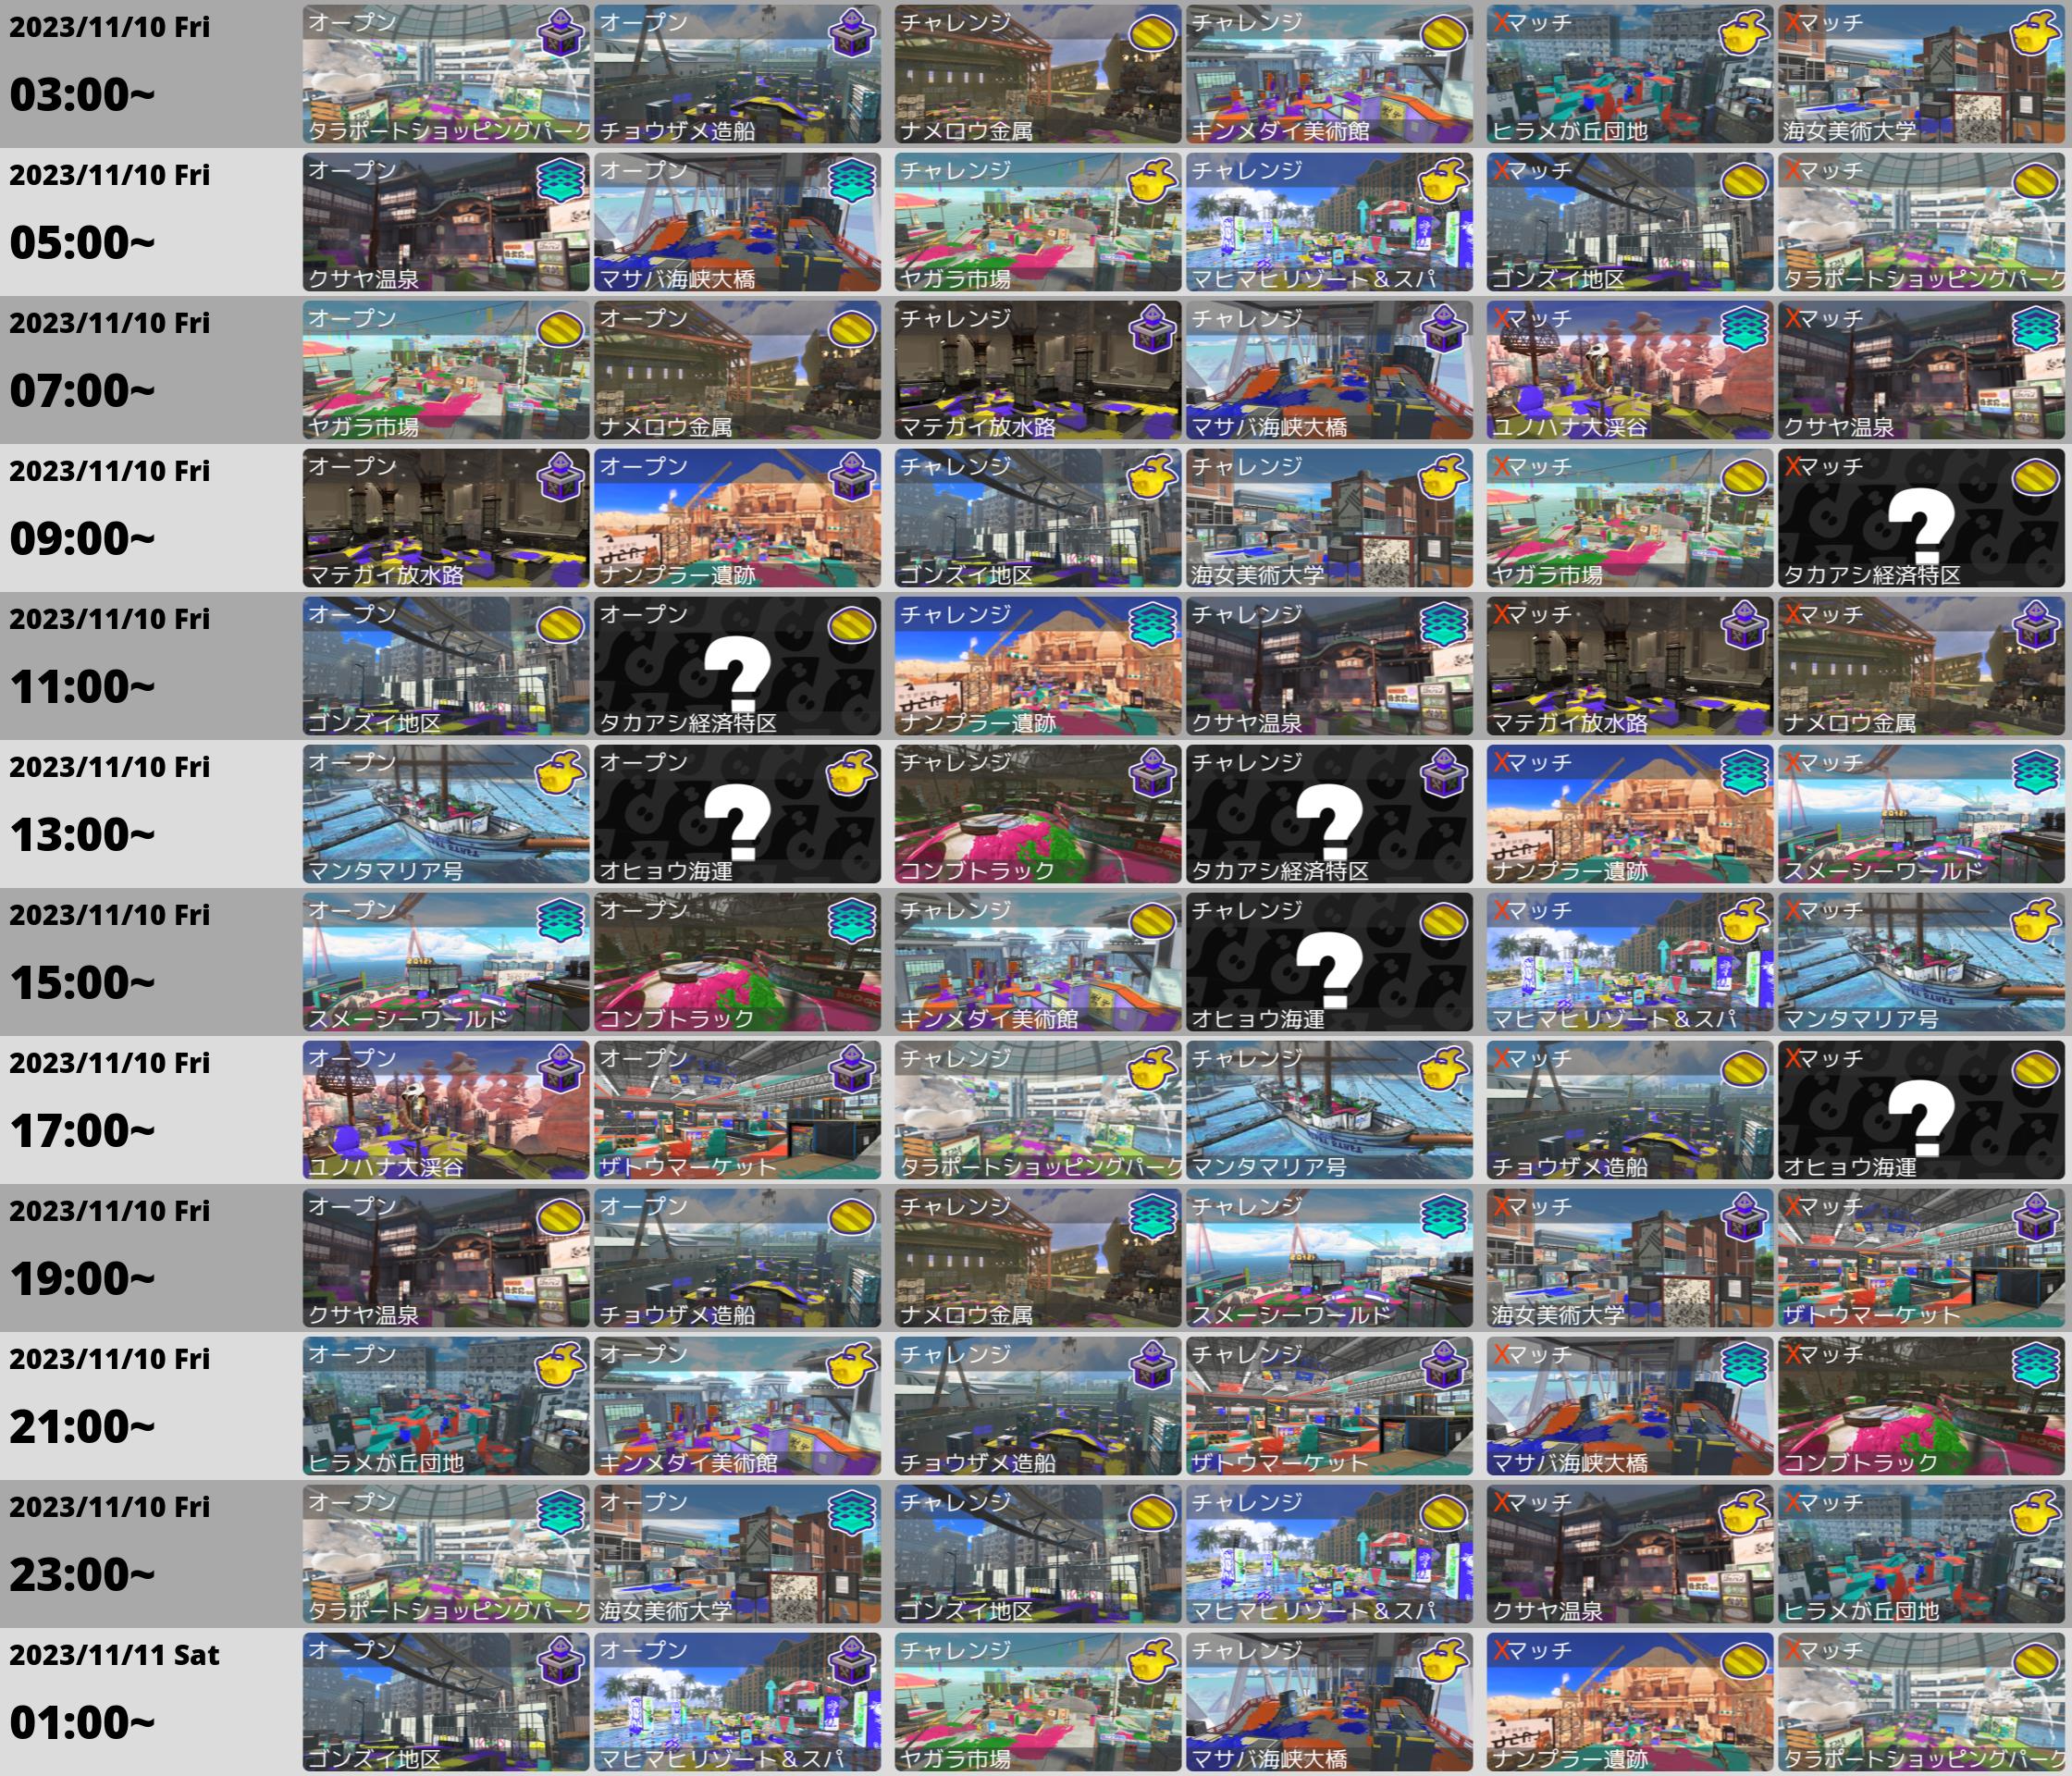 2023/11/10 Fri
03:00~
オープン
タラポートショッピングパーク
オープン
チョウザメ造船
チャレンジ
ナメロウ金属
チャレンジ
キンメダイ美術館
Xマッチ
ヒラメが丘団地
Xマッチ
海女美術大学
2023/11/10 Fri
05:00~
オープン
クサヤ温泉
オープン
マサバ海峡大橋
チャレンジ
ヤガラ市場
チャレンジ
マヒマヒリゾート＆スパ
Xマッチ
ゴンズイ地区
Xマッチ
タラポートショッピングパーク
2023/11/10 Fri
07:00~
オープン
ヤガラ市場
オープン
ナメロウ金属
チャレンジ
マテガイ放水路
チャレンジ
マサバ海峡大橋
Xマッチ
ユノハナ大渓谷
Xマッチ
クサヤ温泉
2023/11/10 Fri
09:00~
オープン
マテガイ放水路
オープン
ナンプラー遺跡
チャレンジ
ゴンズイ地区
チャレンジ
海女美術大学
Xマッチ
ヤガラ市場
Xマッチ
?
タカアシ経済特区
2023/11/10 Fri
11:00~
オープン
ゴンズイ地区
オープン
?
タカアシ経済特区
チャレンジ
ナンプラー遺跡
チャレンジ
クサヤ温泉
Xマッチ
マテガイ放水路
Xマッチ
ナメロウ金属
2023/11/10 Fri
13:00~
オープン
マンタマリア号
オープン
?
オヒョウ海運
チャレンジ
コンブトラック
チャレンジ
?
タカアシ経済特区
Xマッチ
ナンプラー遺跡
Xマッチ
スメーシーワールド
2023/11/10 Fri
15:00~
オープン
スメーシーワールド
オープン
コンブトラック
チャレンジ
キンメダイ美術館
チャレンジ
?
オヒョウ海運
Xマッチ
マヒマヒリゾート＆スパ
Xマッチ
マンタマリア号
2023/11/10 Fri
17:00~
オープン
ユノハナ大渓谷
オープン
ザトウマーケット
チャレンジ
タラポートショッピングパーク
チャレンジ
マンタマリア号
Xマッチ
チョウザメ造船
Xマッチ
?
オヒョウ海運
2023/11/10 Fri
19:00~
オープン
クサヤ温泉
オープン
チョウザメ造船
チャレンジ
ナメロウ金属
チャレンジ
スメーシーワールド
Xマッチ
海女美術大学
Xマッチ
ザトウマーケット
2023/11/10 Fri
21:00~
オープン
ヒラメが丘団地
オープン
キンメダイ美術館
チャレンジ
チョウザメ造船
チャレンジ
ザトウマーケット
Xマッチ
マサバ海峡大橋
Xマッチ
コンブトラック
2023/11/10 Fri
23:00~
オープン
タラポートショッピングパーク
オープン
海女美術大学
チャレンジ
ゴンズイ地区
チャレンジ
マヒマヒリゾート＆スパ
Xマッチ
クサヤ温泉
Xマッチ
ヒラメが丘団地
2023/11/11 Sat
01:00~
オープン
ゴンズイ地区
オープン
マヒマヒリゾート＆スパ
チャレンジ
ヤガラ市場
チャレンジ
マサバ海峡大橋
Xマッチ
ナンプラー遺跡
Xマッチ
タラポートショッピングパーク